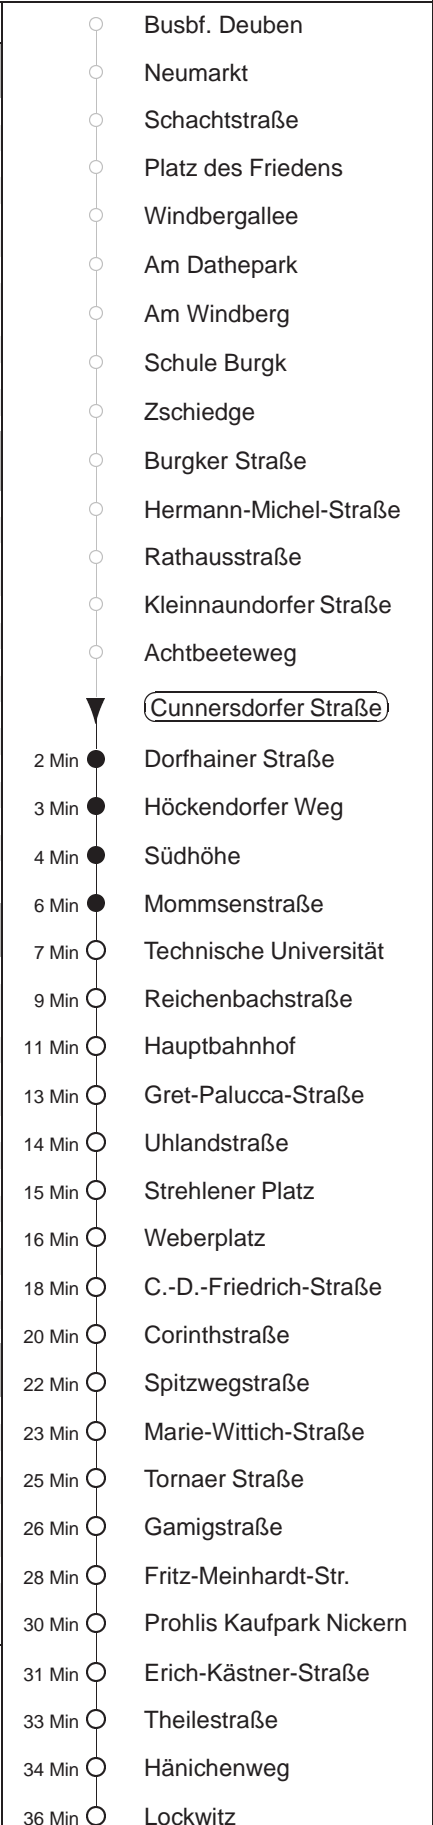 Busbf. Deuben
Neumarkt
Schachtstraße
Platz des Friedens
Windbergallee
Am Dathepark
Am Windberg
Schule Burgk
Zschiedge
Burgker Straße
Hermann-Michel-Straße
Rathausstraße
Kleinnaundorfer Straße
Achtbeeteweg
Cunnersdorfer Straße
2 Min Dorfhainer Straße
3 Min Höckendorfer Weg
4 Min Südhöhe
6 Min Mommsenstraße
7 Min Technische Universität
9 Min Reichenbachstraße
11 Min Hauptbahnhof
13 Min Gret-Palucca-Straße
14 Min Uhlandstraße
15 Min Strehlener Platz
16 Min Weberplatz
18 Min C.-D.-Friedrich-Straße
20 Min Corinthstraße
22 Min Spitzwegstraße
23 Min Marie-Wittich-Straße
25 Min Tornaer Straße
26 Min Gamigstraße
28 Min Fritz-Meinhardt-Str.
30 Min Prohlis Kaufpark Nickern
31 Min Erich-Kästner-Straße
33 Min Theilestraße
34 Min Hänichenweg
36 Min Lockwitz